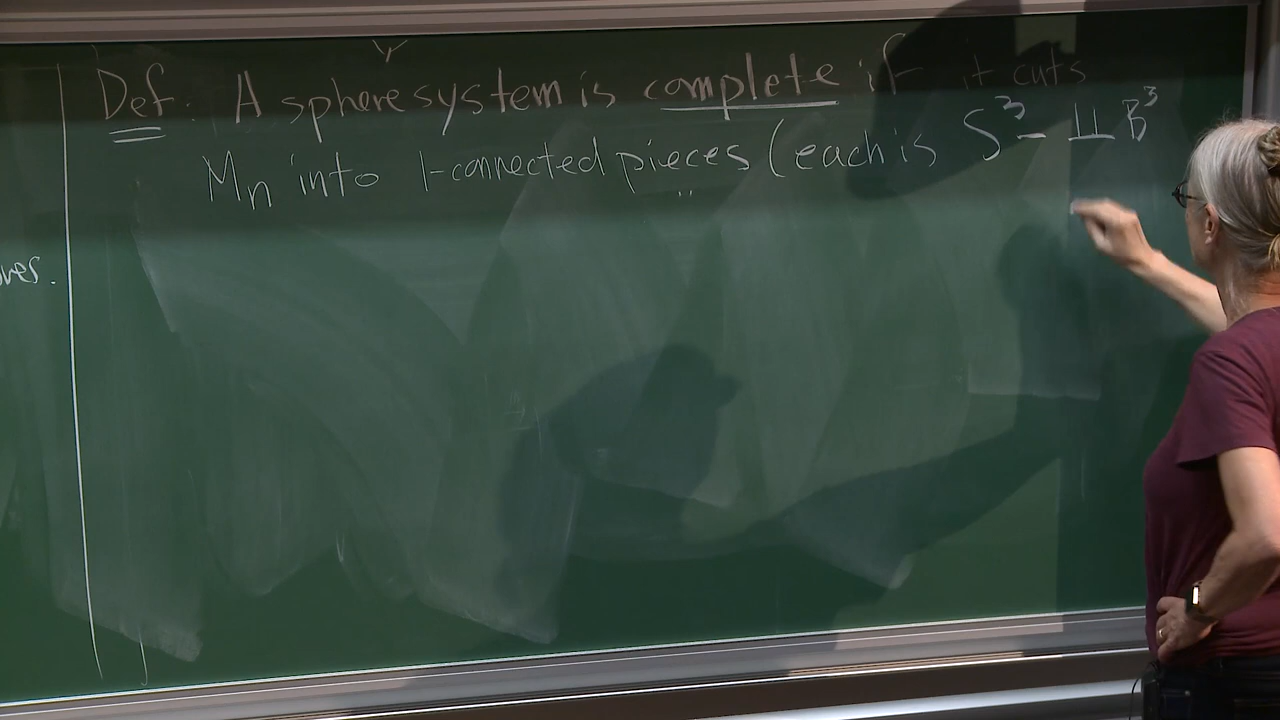 Def: A sphere system is complete if it cuts
Mn into 1-connected pieces (each is S³ - ⊔ B³